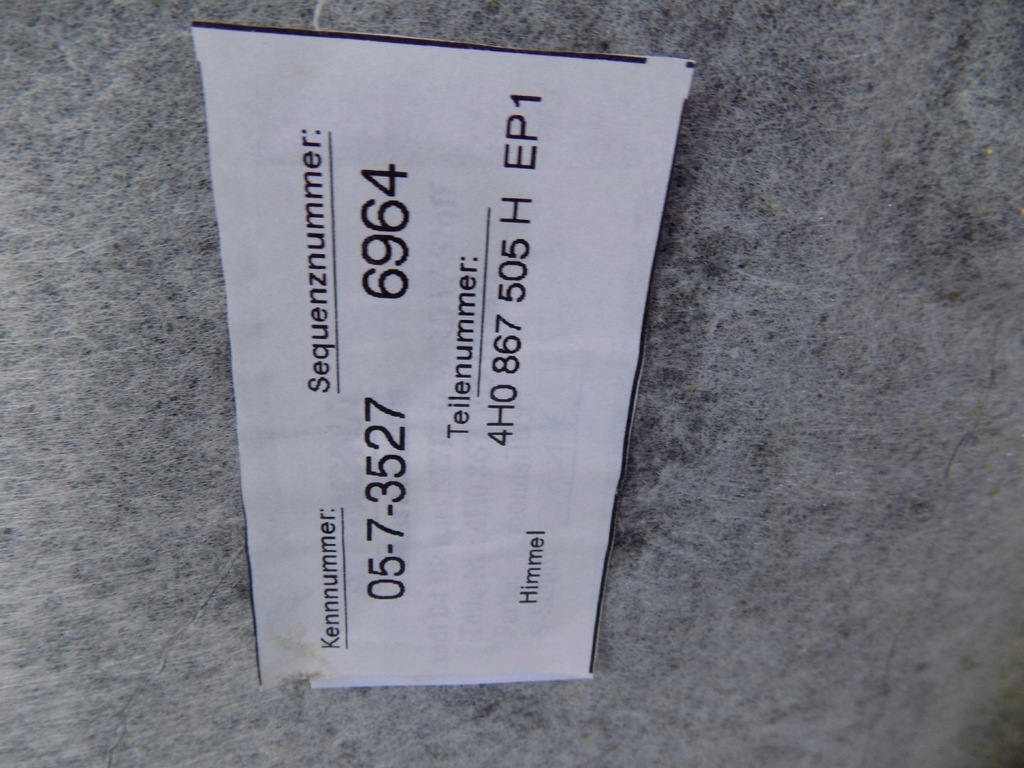 Kennnummer: Sequenznummer:
05-7-3527 6964
Teilenummer:
Himmel 4H0 867 505 H EP1